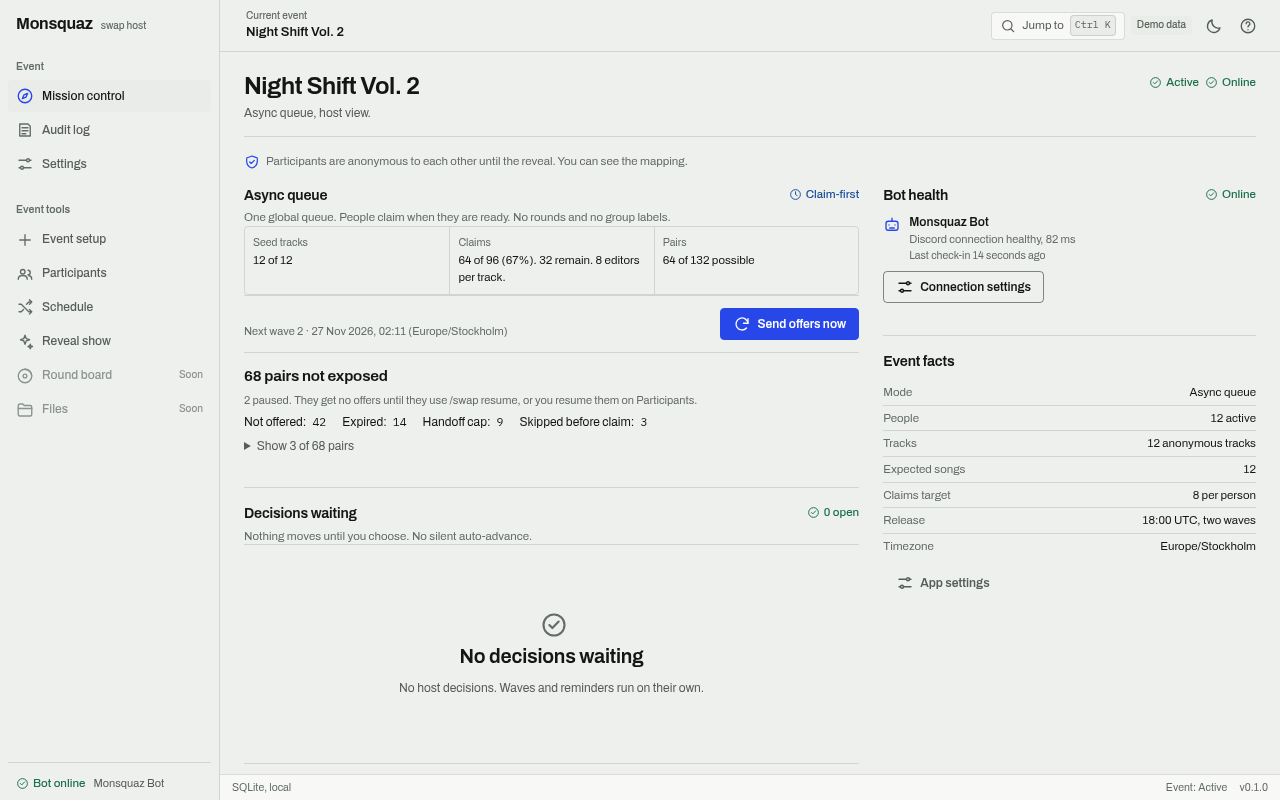 Monsquaz swap host
Event
Mission control
Audit log
Settings
Event tools
Event setup
Participants
Schedule
Reveal show
Round board Soon
Files Soon
Bot online Monsquaz Bot
Current event
Night Shift Vol. 2
Jump to Ctrl K
Demo data
Night Shift Vol. 2
Async queue, host view.
Active Online
Participants are anonymous to each other until the reveal. You can see the mapping.
Async queue
Claim-first
One global queue. People claim when they are ready. No rounds and no group labels.
Seed tracks
12 of 12
Claims
64 of 96 (67%). 32 remain. 8 editors
per track.
Pairs
64 of 132 possible
Next wave 2 · 27 Nov 2026, 02:11 (Europe/Stockholm)
Send offers now
68 pairs not exposed
2 paused. They get no offers until they use /swap resume, or you resume them on Participants.
Not offered: 42 Expired: 14 Handoff cap: 9 Skipped before claim: 3
Show 3 of 68 pairs
Decisions waiting
0 open
Nothing moves until you choose. No silent auto-advance.
No decisions waiting
No host decisions. Waves and reminders run on their own.
Bot health
Online
Monsquaz Bot
Discord connection healthy, 82 ms
Last check-in 14 seconds ago
Connection settings
Event facts
Mode Async queue
People 12 active
Tracks 12 anonymous tracks
Expected songs 12
Claims target 8 per person
Release 18:00 UTC, two waves
Timezone Europe/Stockholm
App settings
SQLite, local
Event: Active v0.1.0